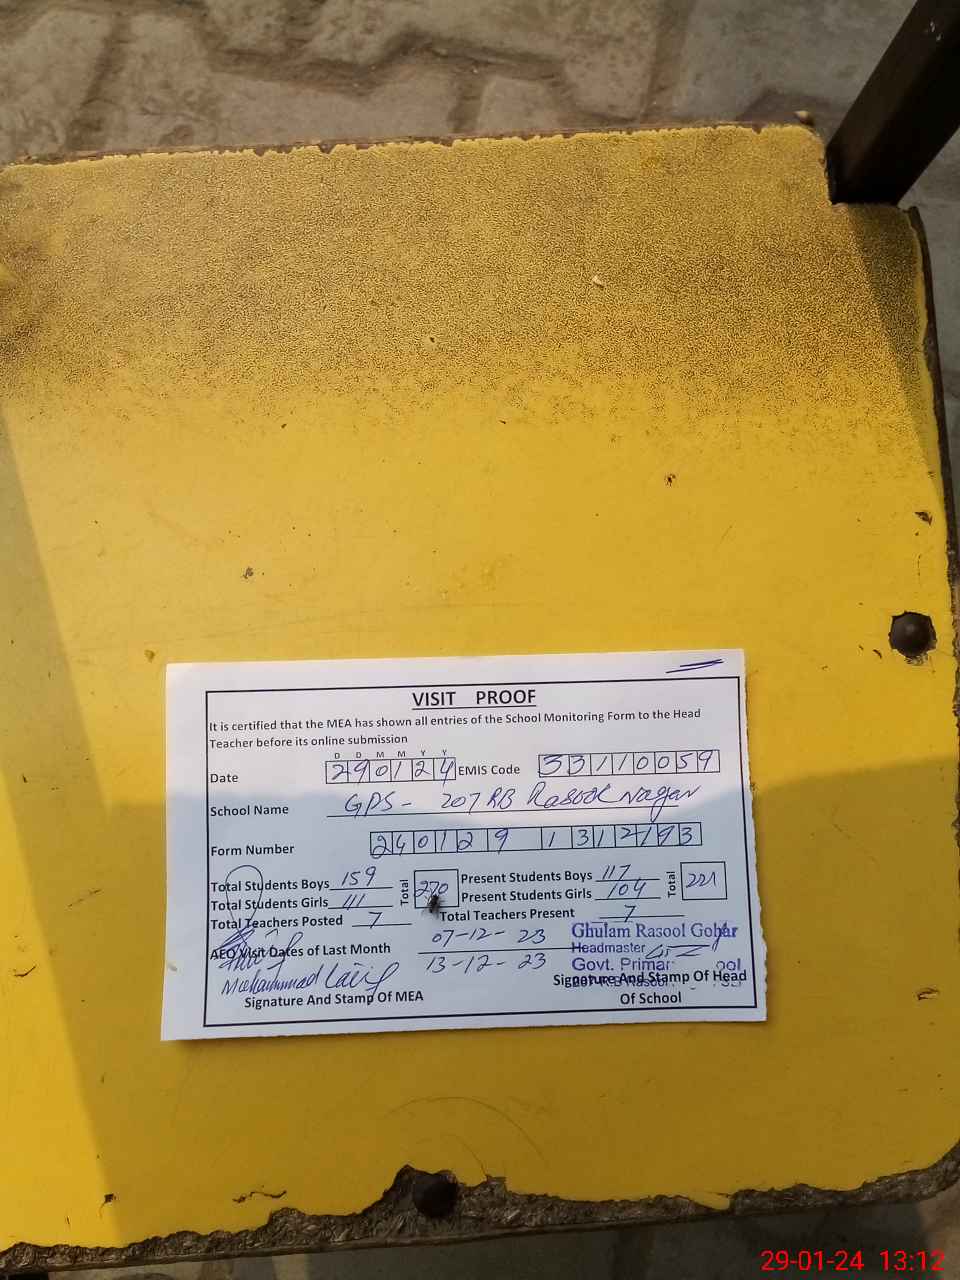 VISIT PROOF
It is certified that the MEA has shown all entries of the School Monitoring Form to the Head
Teacher before its online submission
D D M M Y Y
Date 290124 EMIS Code 33110059
School Name GPS - 207 RB Rasool Nagar
Form Number 240129 1312193
Total Students Boys 159 Total 270 Present Students Boys 117 Total 221
Total Students Girls 111 Present Students Girls 104
Total Teachers Posted 7 Total Teachers Present 7
AEO Visit Dates of Last Month 07-12-23
13-12-23
Muhammad
Signature And Stamp Of MEA
Ghulam Rasool Gohar
Headmaster
Govt. Primar ool
Signature And Stamp Of Head
Of School
29-01-24 13:12